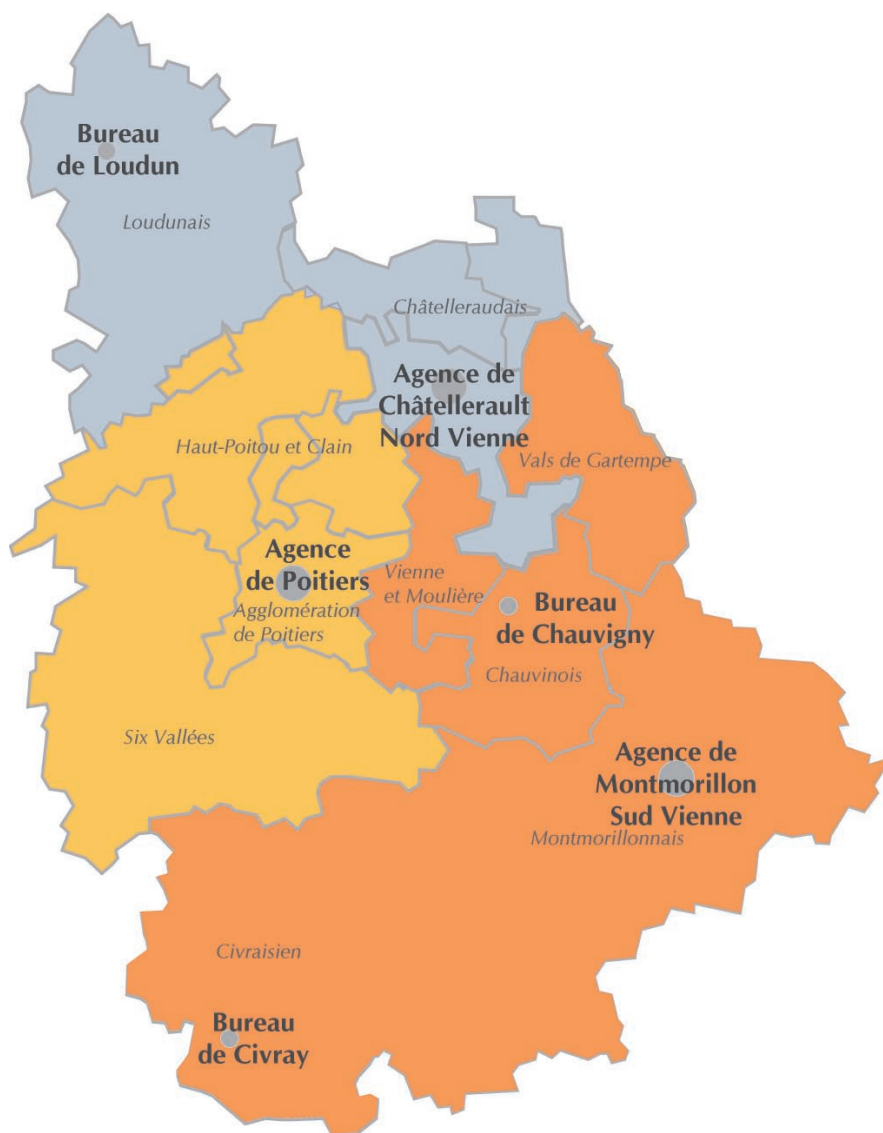 Bureau
de Loudun
Loudunais
Châtelleraudais
Agence de
Châtellerault
Nord Vienne
Haut-Poitou et Clain
Vals de Gartempe
Agence
de Poitiers
Agglomération
de Poitiers
Vienne
et Moulière
Bureau
de Chauvigny
Chauvinois
Six Vallées
Agence de
Montmorillon
Sud Vienne
Montmorillonnais
Civraisien
Bureau
de Civray